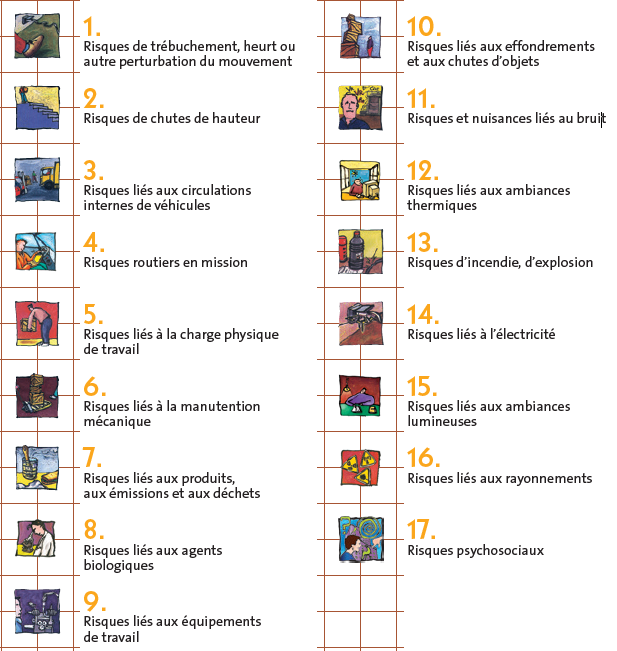 1.
Risques de trébuchement, heurt ou
autre perturbation du mouvement
2.
Risques de chutes de hauteur
3.
Risques liés aux circulations
internes de véhicules
4.
Risques routiers en mission
5.
Risques liés à la charge physique
de travail
6.
Risques liés à la manutention
mécanique
7.
Risques liés aux produits,
aux émissions et aux déchets
8.
Risques liés aux agents
biologiques
9.
Risques liés aux équipements
de travail
10.
Risques liés aux effondrements
et aux chutes d'objets
11.
Risques et nuisances liés au bruit
12.
Risques liés aux ambiances
thermiques
13.
Risques d'incendie, d'explosion
14.
Risques liés à l'électricité
15.
Risques liés aux ambiances
lumineuses
16.
Risques liés aux rayonnements
17.
Risques psychosociaux